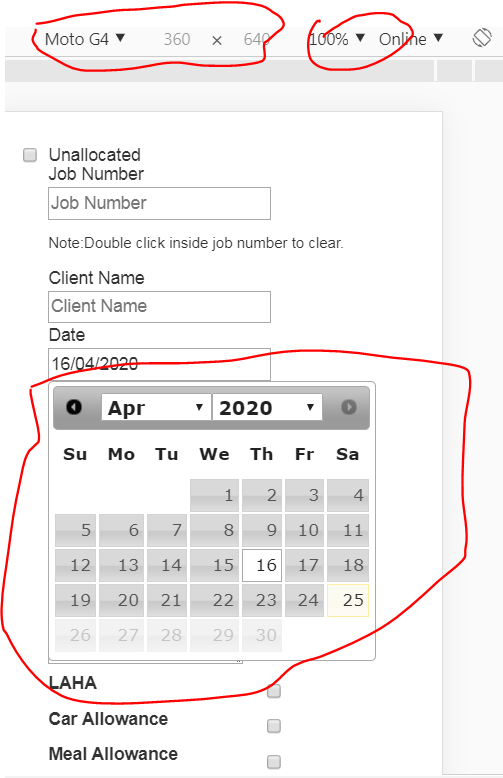 Moto G4 ▼ 360 × 640 100% ▼ Online ▼
Unallocated
Job Number
Job Number
Note:Double click inside job number to clear.
Client Name
Client Name
Date
16/04/2020
Apr ▼ 2020 ▼
Su Mo Tu We Th Fr Sa
1 2 3 4
5 6 7 8 9 10 11
12 13 14 15 16 17 18
19 20 21 22 23 24 25
26 27 28 29 30
LAHA
Car Allowance
Meal Allowance